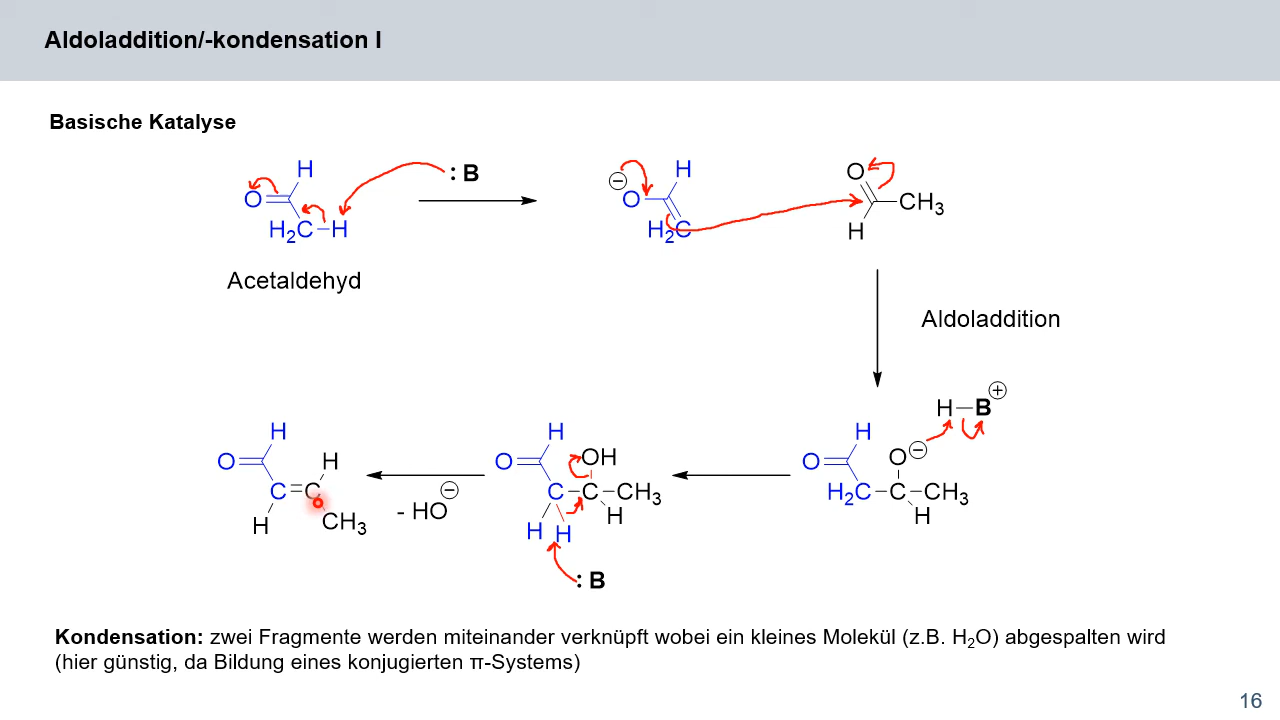 Aldoladdition/-kondensation I
Basische Katalyse
H
: B
H
O
O
CH₃
H₂C–H
⊖
O
H₂C
H
Acetaldehyd
Aldoladdition
H–B⊕
H
O
H
C=C
H
CH₃
- HO⊖
H
O
OH
C–C–CH₃
H
H
H
: B
H
O
O⊖
H₂C–C–CH₃
H
Kondensation: zwei Fragmente werden miteinander verknüpft wobei ein kleines Molekül (z.B. H₂O) abgespalten wird
(hier günstig, da Bildung eines konjugierten π-Systems)
16